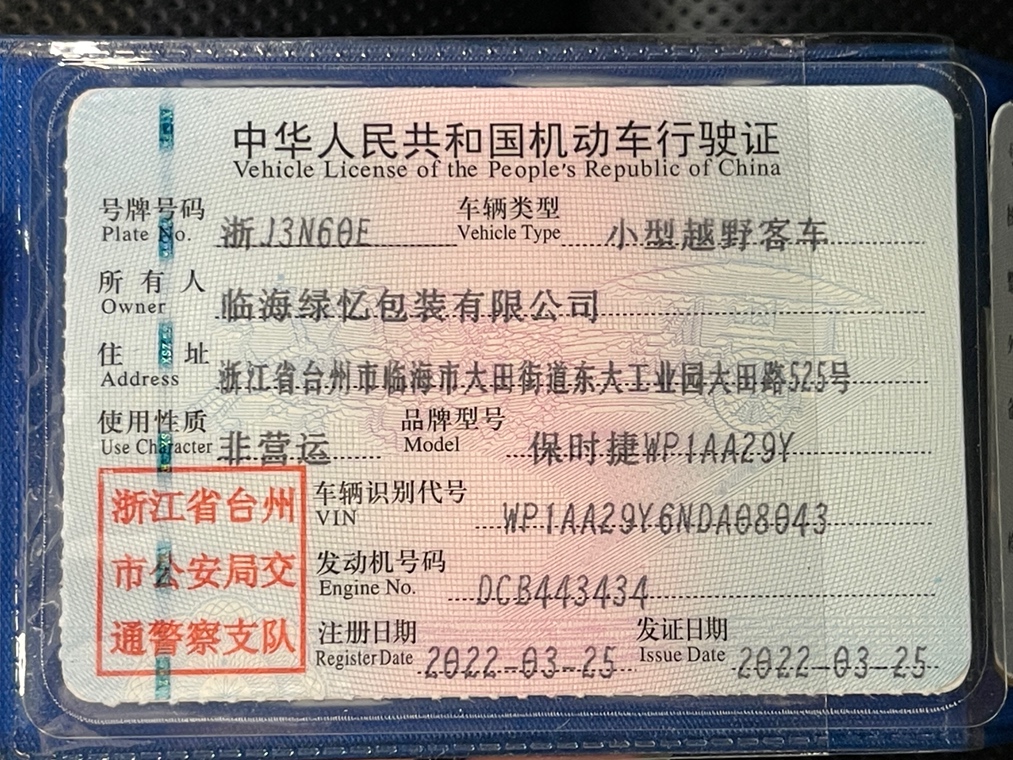 中华人民共和国机动车行驶证
Vehicle License of the People's Republic of China
号牌号码 浙J3N60E 车辆类型 小型越野客车
Plate No. Vehicle Type
所有人 临海绿忆包装有限公司
Owner
住址 浙江省台州市临海市大田街道东大工业园大田路525号
Address
使用性质 非营运 品牌型号 保时捷WP1AA29Y
Use Character Model
浙江省台州
市公安局交
通警察支队
车辆识别代号 WP1AA29Y6NDA08043
VIN
发动机号码 DCB443434
Engine No.
注册日期 2022-03-25 发证日期 2022-03-25
Register Date Issue Date